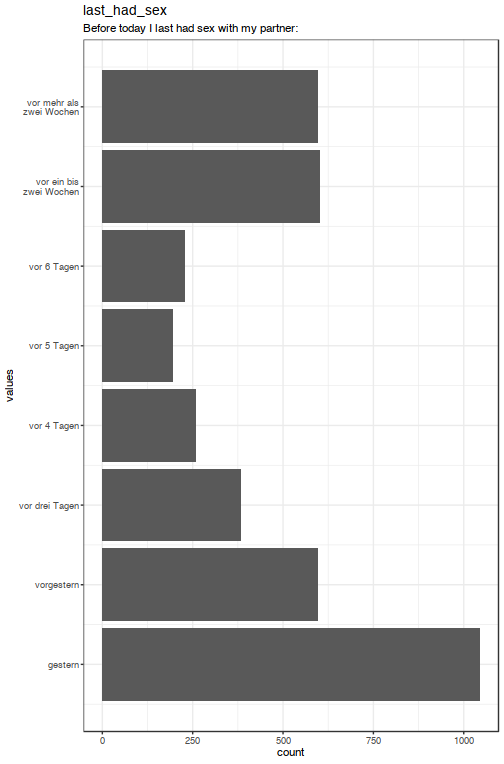 last_had_sex
Before today I last had sex with my partner:
vor mehr als
zwei Wochen
vor ein bis
zwei Wochen
vor 6 Tagen
vor 5 Tagen
vor 4 Tagen
vor drei Tagen
vorgestern
gestern
values
0 250 500 750 1000
count